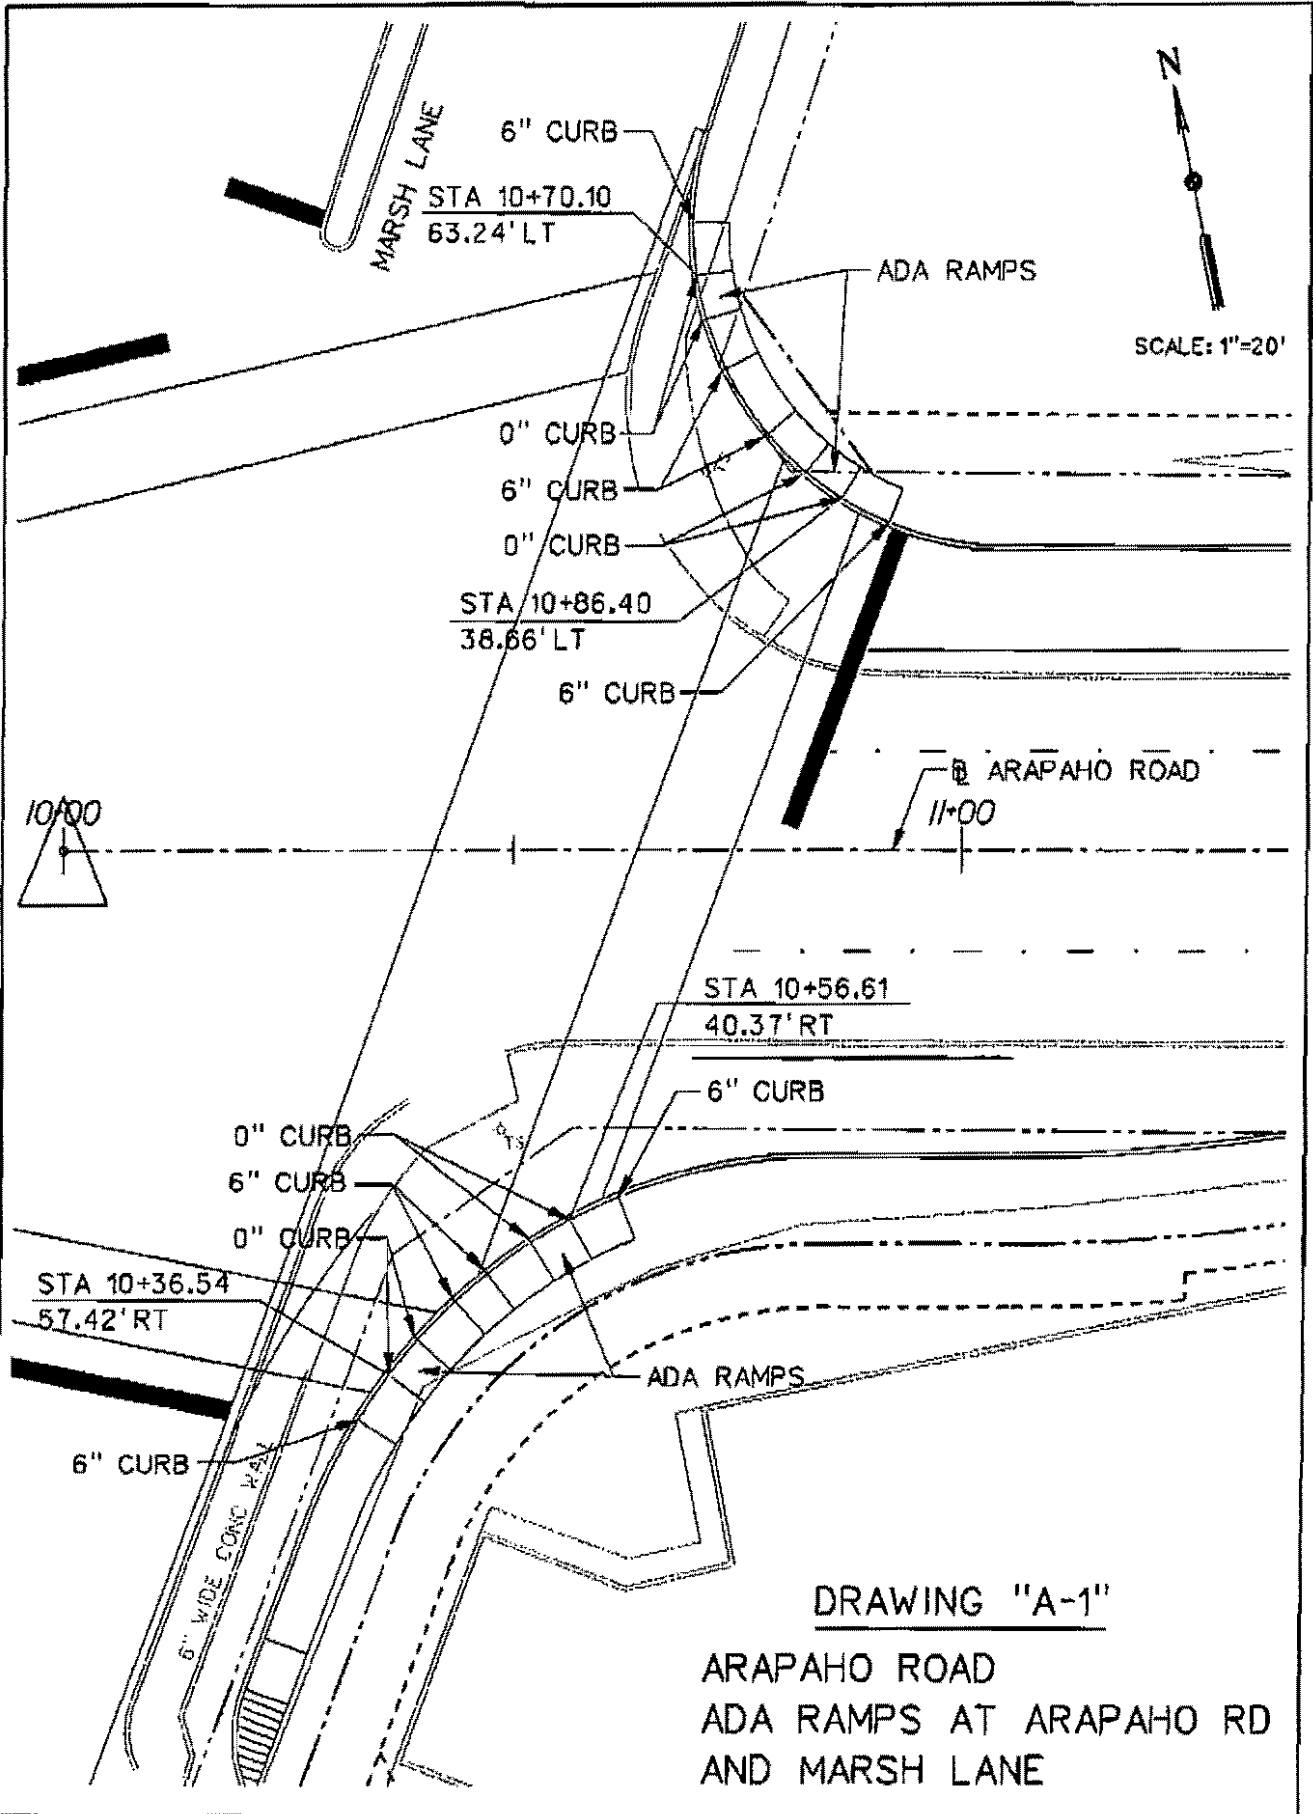 N
MARSH LANE
6" CURB
STA 10+70.10
63.24' LT
ADA RAMPS
SCALE: 1"=20'
0" CURB
6" CURB
0" CURB
STA 10+86.40
38.66' LT
6" CURB
10+00
ARAPAHO ROAD
11+00
STA 10+56.61
40.37' RT
6" CURB
0" CURB
6" CURB
0" CURB
STA 10+36.54
57.42' RT
ADA RAMPS
6" CURB
6" WIDE CONC WALL
DRAWING "A-1"
ARAPAHO ROAD
ADA RAMPS AT ARAPAHO RD
AND MARSH LANE